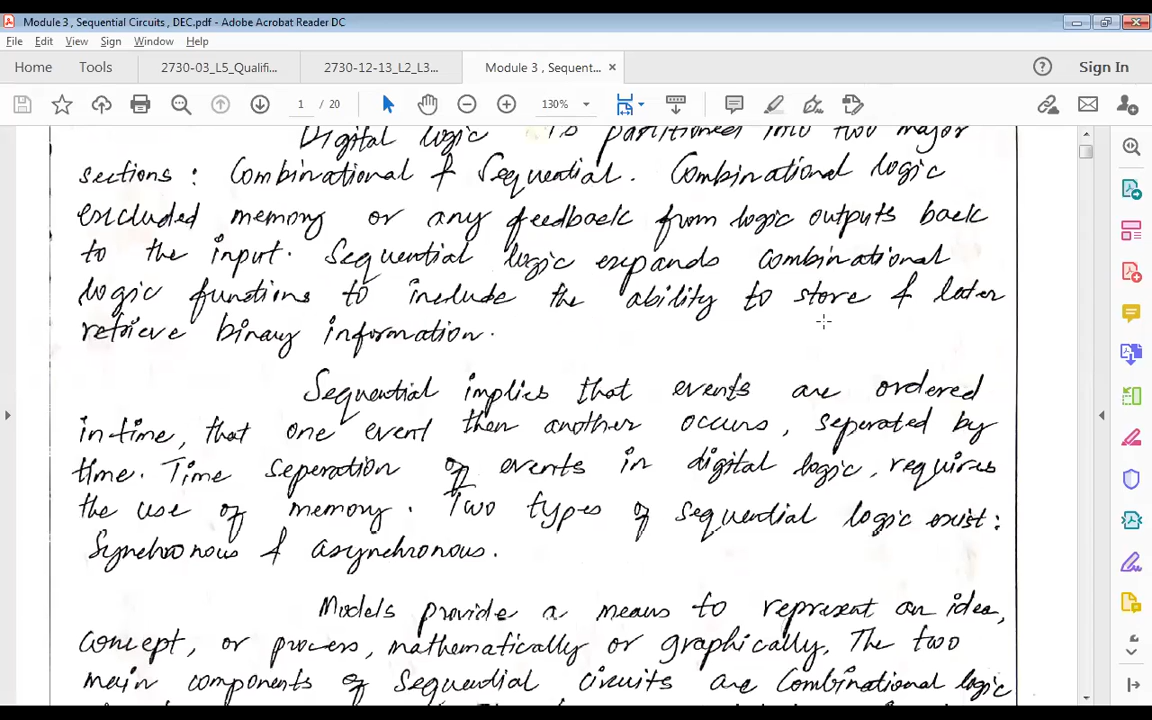 Module 3 , Sequential Circuits , DEC.pdf - Adobe Acrobat Reader DC
File Edit View Sign Window Help
Home Tools 2730-03_L5_Qualifi... 2730-12-13_L2_L3... Module 3 , Sequent... × Sign In
1 / 20 130%
Digital logic is partitioned into two major
sections : Combinational & Sequential. Combinational logic
excluded memory or any feedback from logic outputs back
to the input. Sequential logic expands combinational
logic functions to include the ability to store & later
retrieve binary information.
Sequential implies that events are ordered
in time, that one event then another occurs, seperated by
time. Time seperation of events in digital logic, requires
the use of memory. Two types of sequential logic exist :
Synchronous & asynchronous.
Models provide a means to represent an idea,
concept, or process, mathematically or graphically. The two
main components of Sequential circuits are Combinational logic